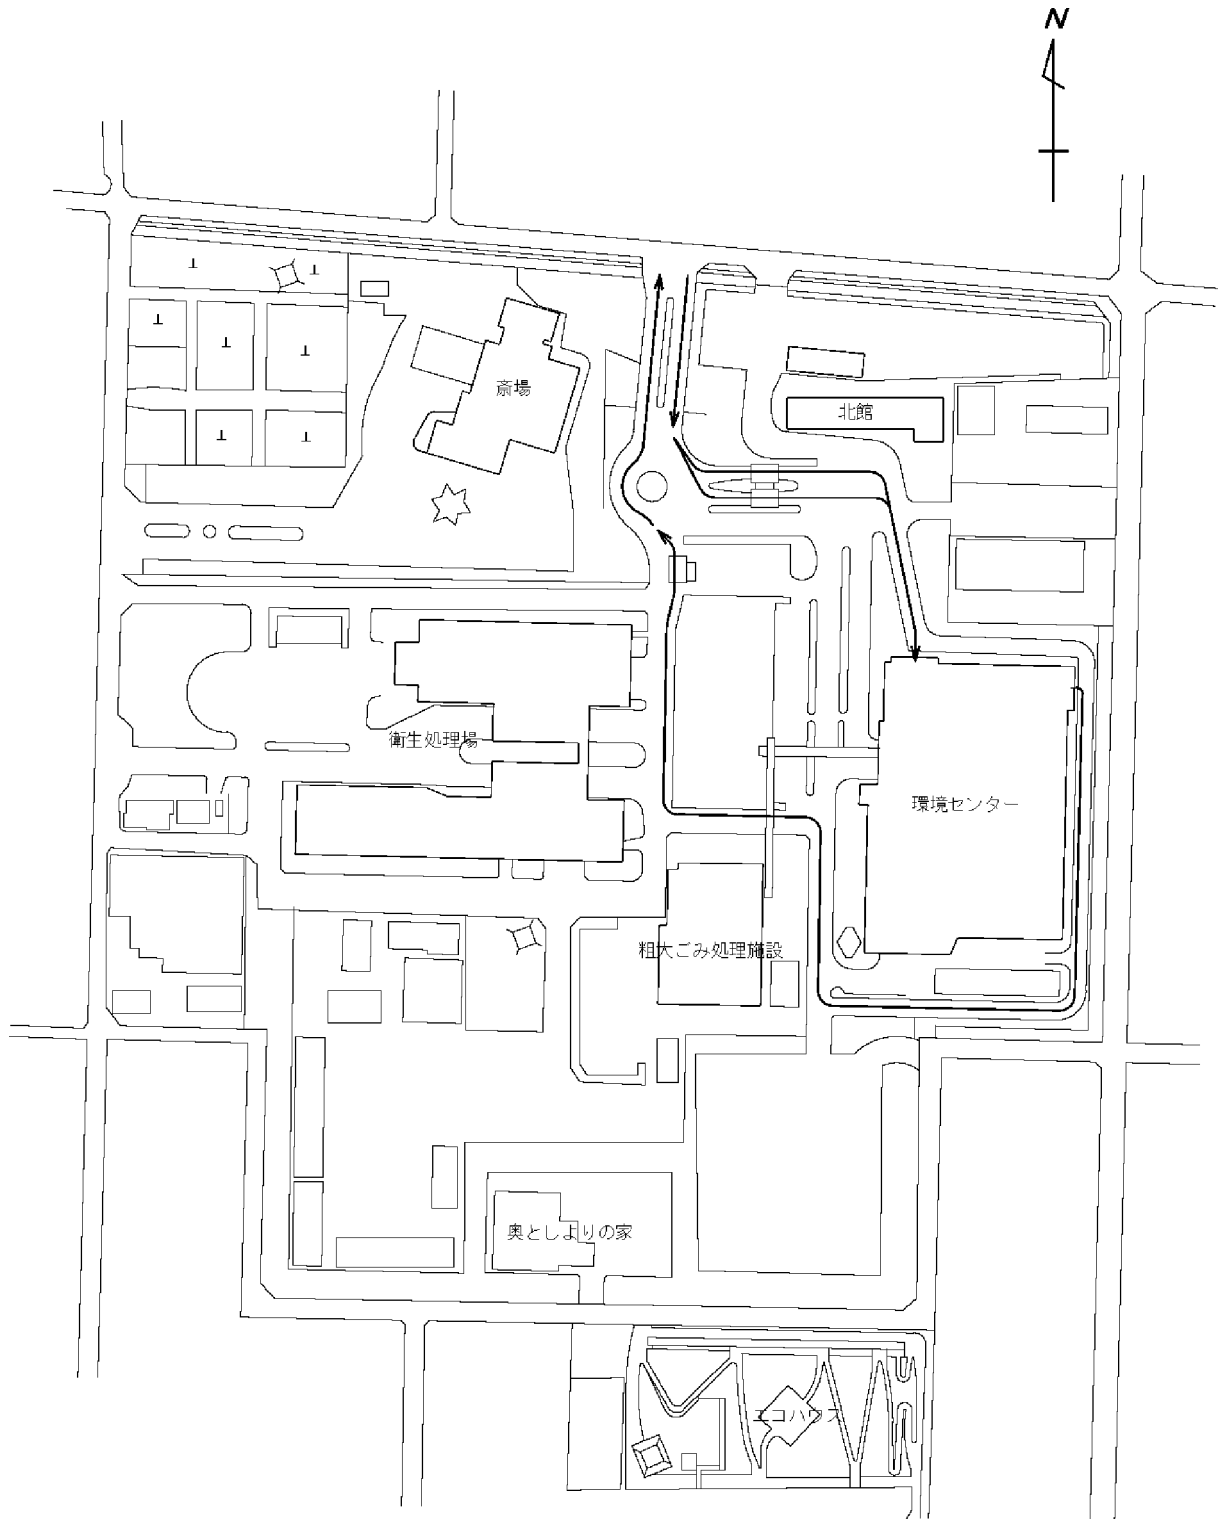 N
斎場
北館
衛生処理場
環境センター
粗大ごみ処理施設
奥としよりの家
エコハウス